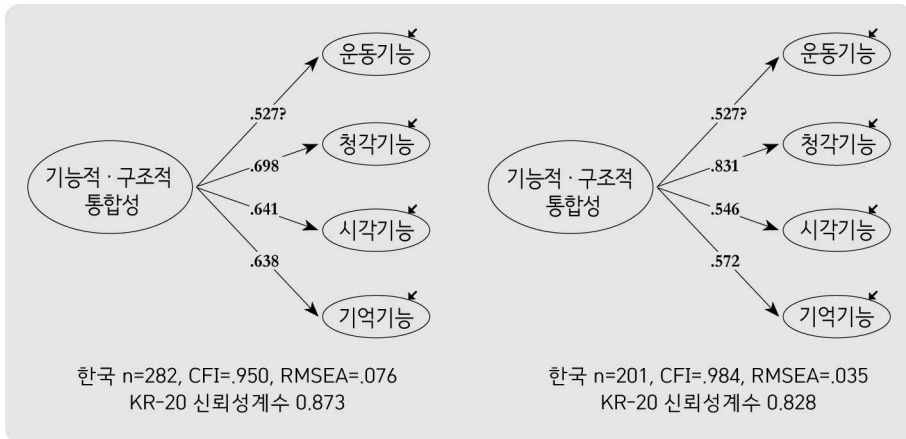 운동기능
.527?
청각기능
.698
기능적·구조적
통합성
.641
시각기능
.638
기억기능
한국 n=282, CFI=.950, RMSEA=.076
KR-20 신뢰성계수 0.873
운동기능
.527?
청각기능
.831
기능적·구조적
통합성
.546
시각기능
.572
기억기능
한국 n=201, CFI=.984, RMSEA=.035
KR-20 신뢰성계수 0.828